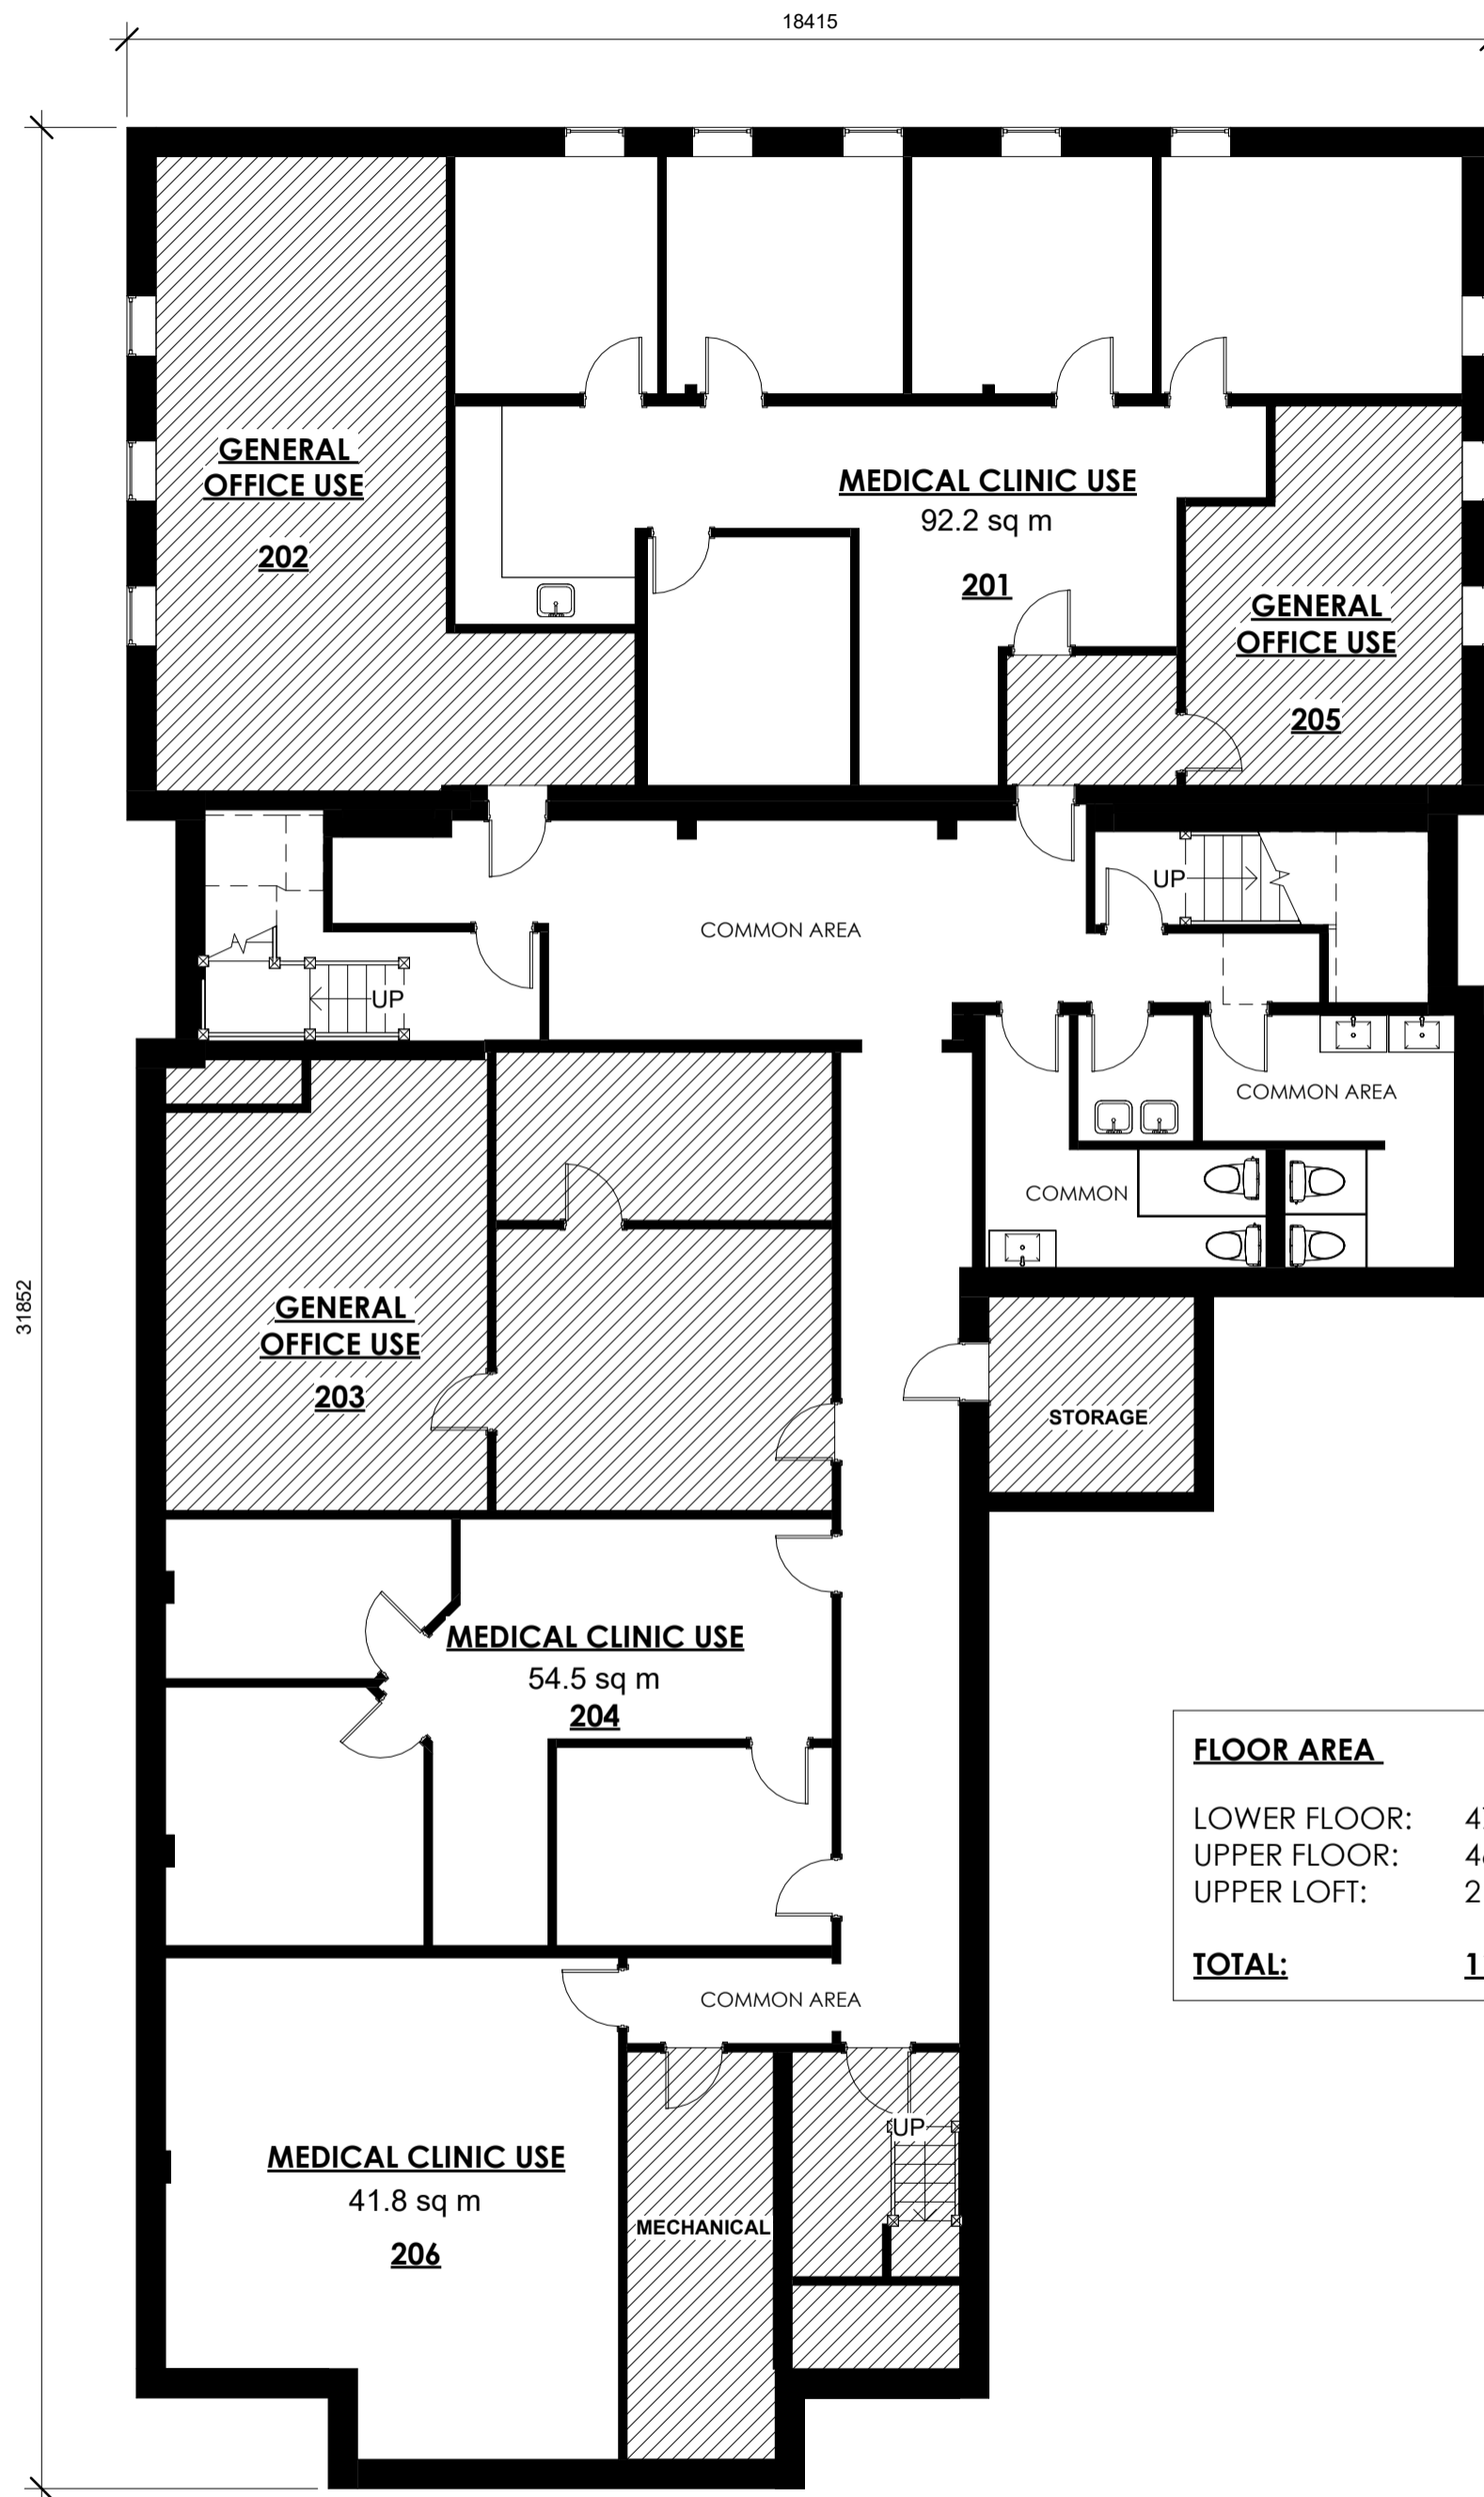 18415
GENERAL
OFFICE USE
202
MEDICAL CLINIC USE
92.2 sq m
201
GENERAL
OFFICE USE
205
UP
COMMON AREA
UP
COMMON AREA
COMMON
31852
GENERAL
OFFICE USE
203
STORAGE
MEDICAL CLINIC USE
54.5 sq m
204
FLOOR AREA
LOWER FLOOR:
UPPER FLOOR:
UPPER LOFT:
TOTAL:
COMMON AREA
UP
MEDICAL CLINIC USE
41.8 sq m
206
MECHANICAL